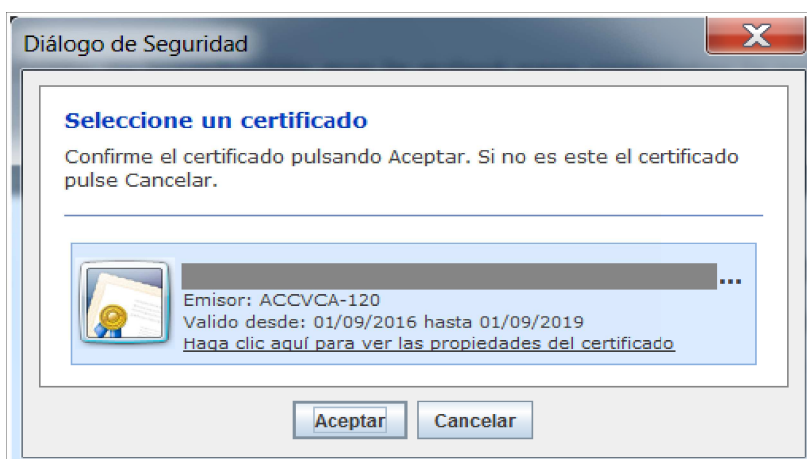 Diálogo de Seguridad
Seleccione un certificado
Confirme el certificado pulsando Aceptar. Si no es este el certificado
pulse Cancelar.
...
Emisor: ACCVCA-120
Valido desde: 01/09/2016 hasta 01/09/2019
Haga clic aquí para ver las propiedades del certificado
Aceptar Cancelar